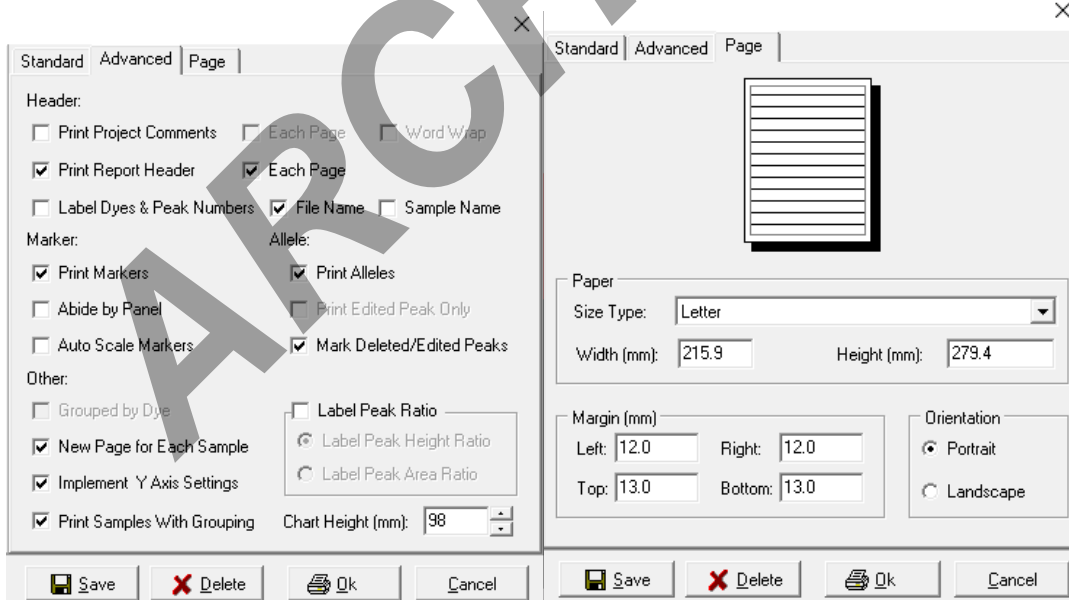 Standard Advanced Page
Header:
Print Project Comments Each Page Word Wrap
Print Report Header Each Page
Label Dyes & Peak Numbers File Name Sample Name
Marker: Allele:
Print Markers Print Alleles
Abide by Panel Print Edited Peak Only
Auto Scale Markers Mark Deleted/Edited Peaks
Other:
Grouped by Dye Label Peak Ratio
New Page for Each Sample Label Peak Height Ratio
Implement Y Axis Settings Label Peak Area Ratio
Print Samples With Grouping Chart Height (mm): 98
Save Delete Ok Cancel
Standard Advanced Page
Paper
Size Type: Letter
Width (mm): 215.9 Height (mm): 279.4
Margin (mm) Orientation
Left: 12.0 Right: 12.0 Portrait
Top: 13.0 Bottom: 13.0 Landscape
Save Delete Ok Cancel